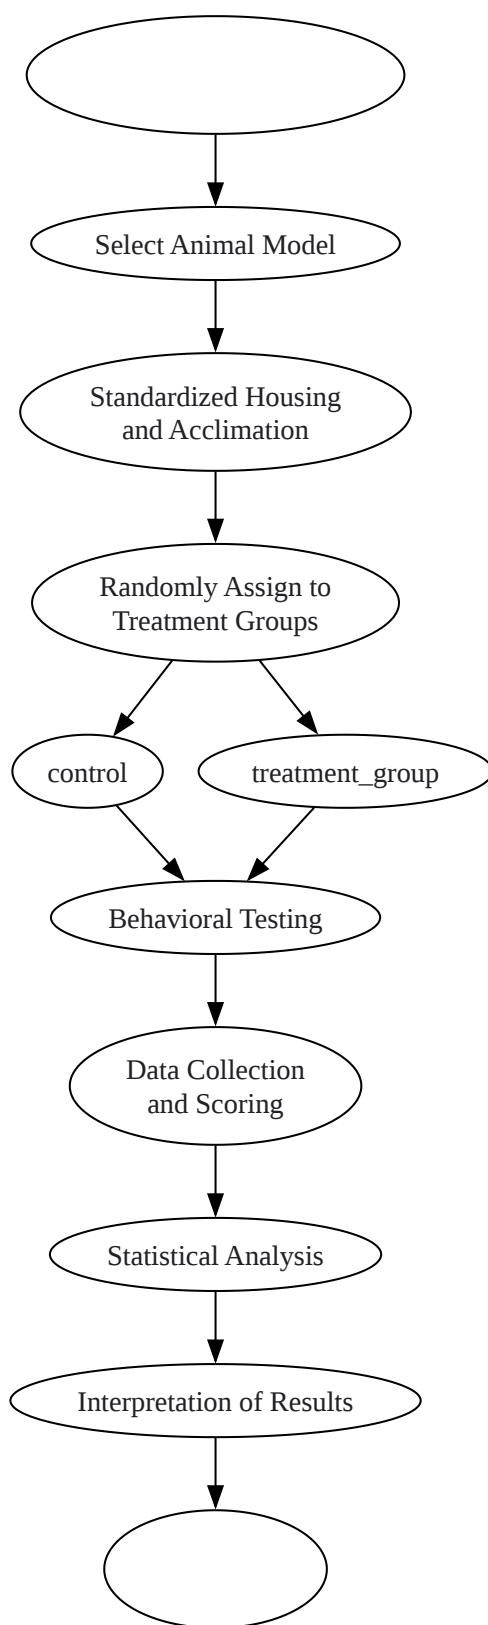 Select Animal Model
Standardized Housing
and Acclimation
Randomly Assign to
Treatment Groups
control
treatment_group
Behavioral Testing
Data Collection
and Scoring
Statistical Analysis
Interpretation of Results